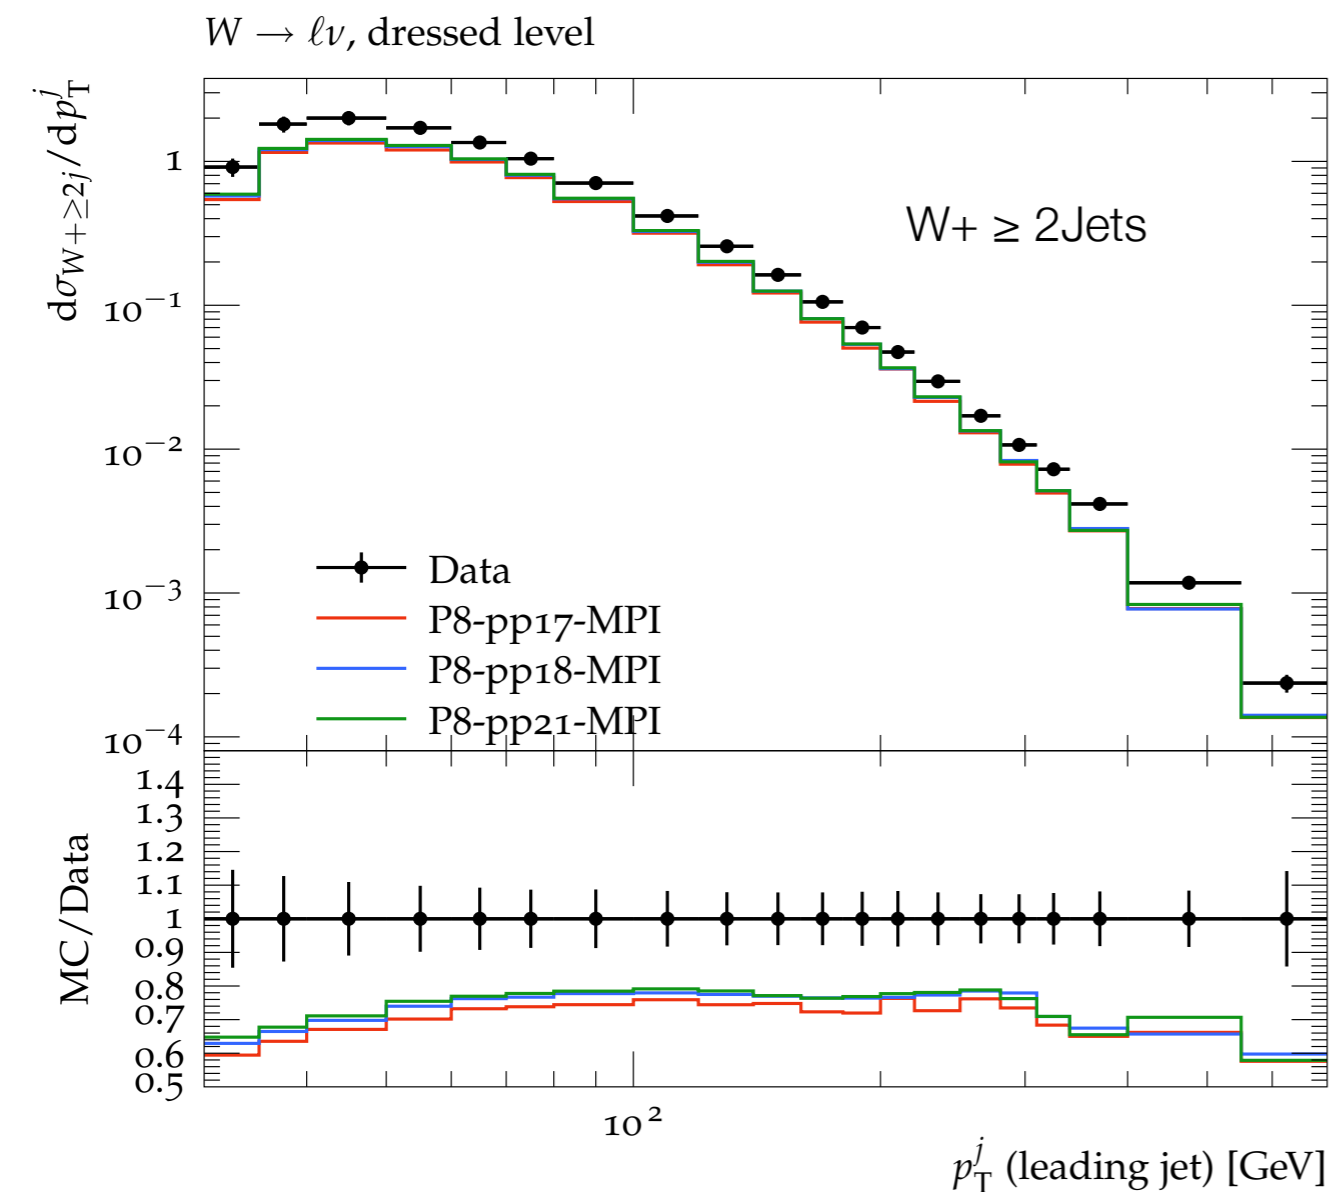 W → ℓν, dressed level
dσ_{W+≥2j}/dp_T^j
1
10^{−1}
10^{−2}
10^{−3}
10^{−4}
W+ ≥ 2Jets
Data
P8-pp17-MPI
P8-pp18-MPI
P8-pp21-MPI
MC/Data
1.4
1.3
1.2
1.1
1
0.9
0.8
0.7
0.6
0.5
10^2
p_T^j (leading jet) [GeV]